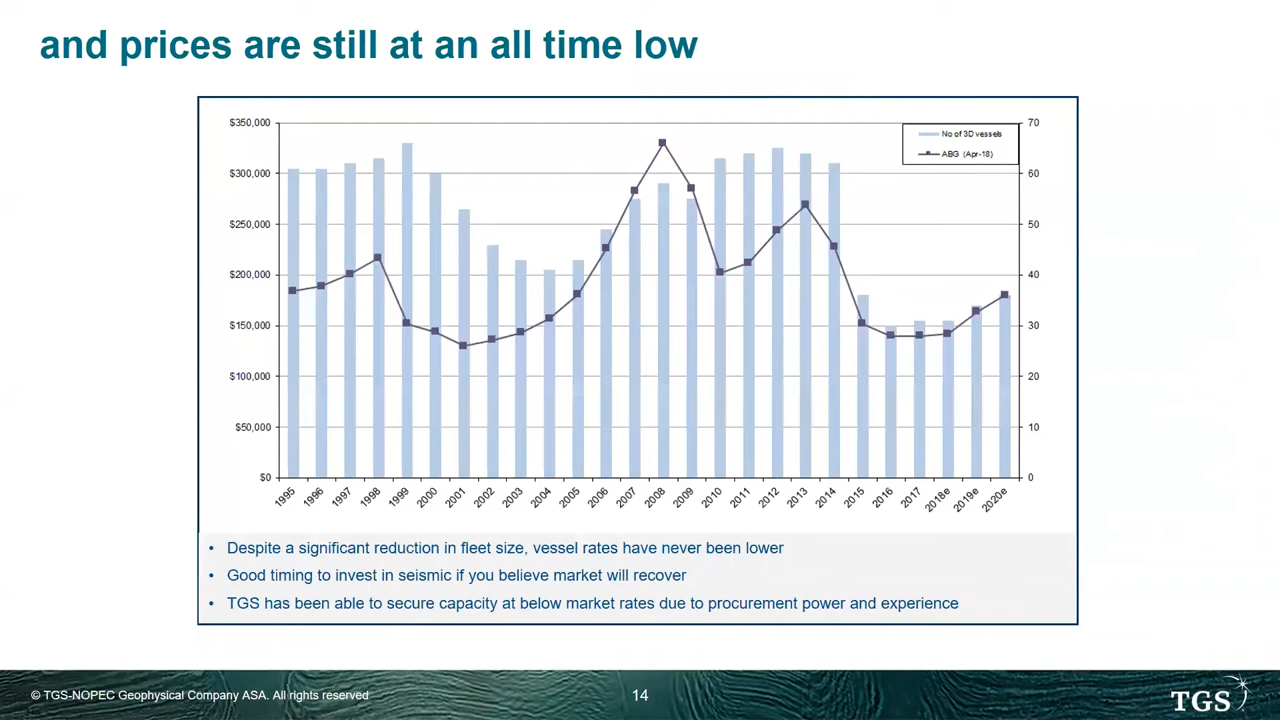 and prices are still at an all time low
$350,000
$300,000
$250,000
$200,000
$150,000
$100,000
$50,000
$0
70
60
50
40
30
20
10
0
No of 3D vessels
ABG (Apr-18)
1995 1996 1997 1998 1999 2000 2001 2002 2003 2004 2005 2006 2007 2008 2009 2010 2011 2012 2013 2014 2015 2016 2017 2018e 2019e 2020e
• Despite a significant reduction in fleet size, vessel rates have never been lower
• Good timing to invest in seismic if you believe market will recover
• TGS has been able to secure capacity at below market rates due to procurement power and experience
© TGS-NOPEC Geophysical Company ASA. All rights reserved
14
TGS